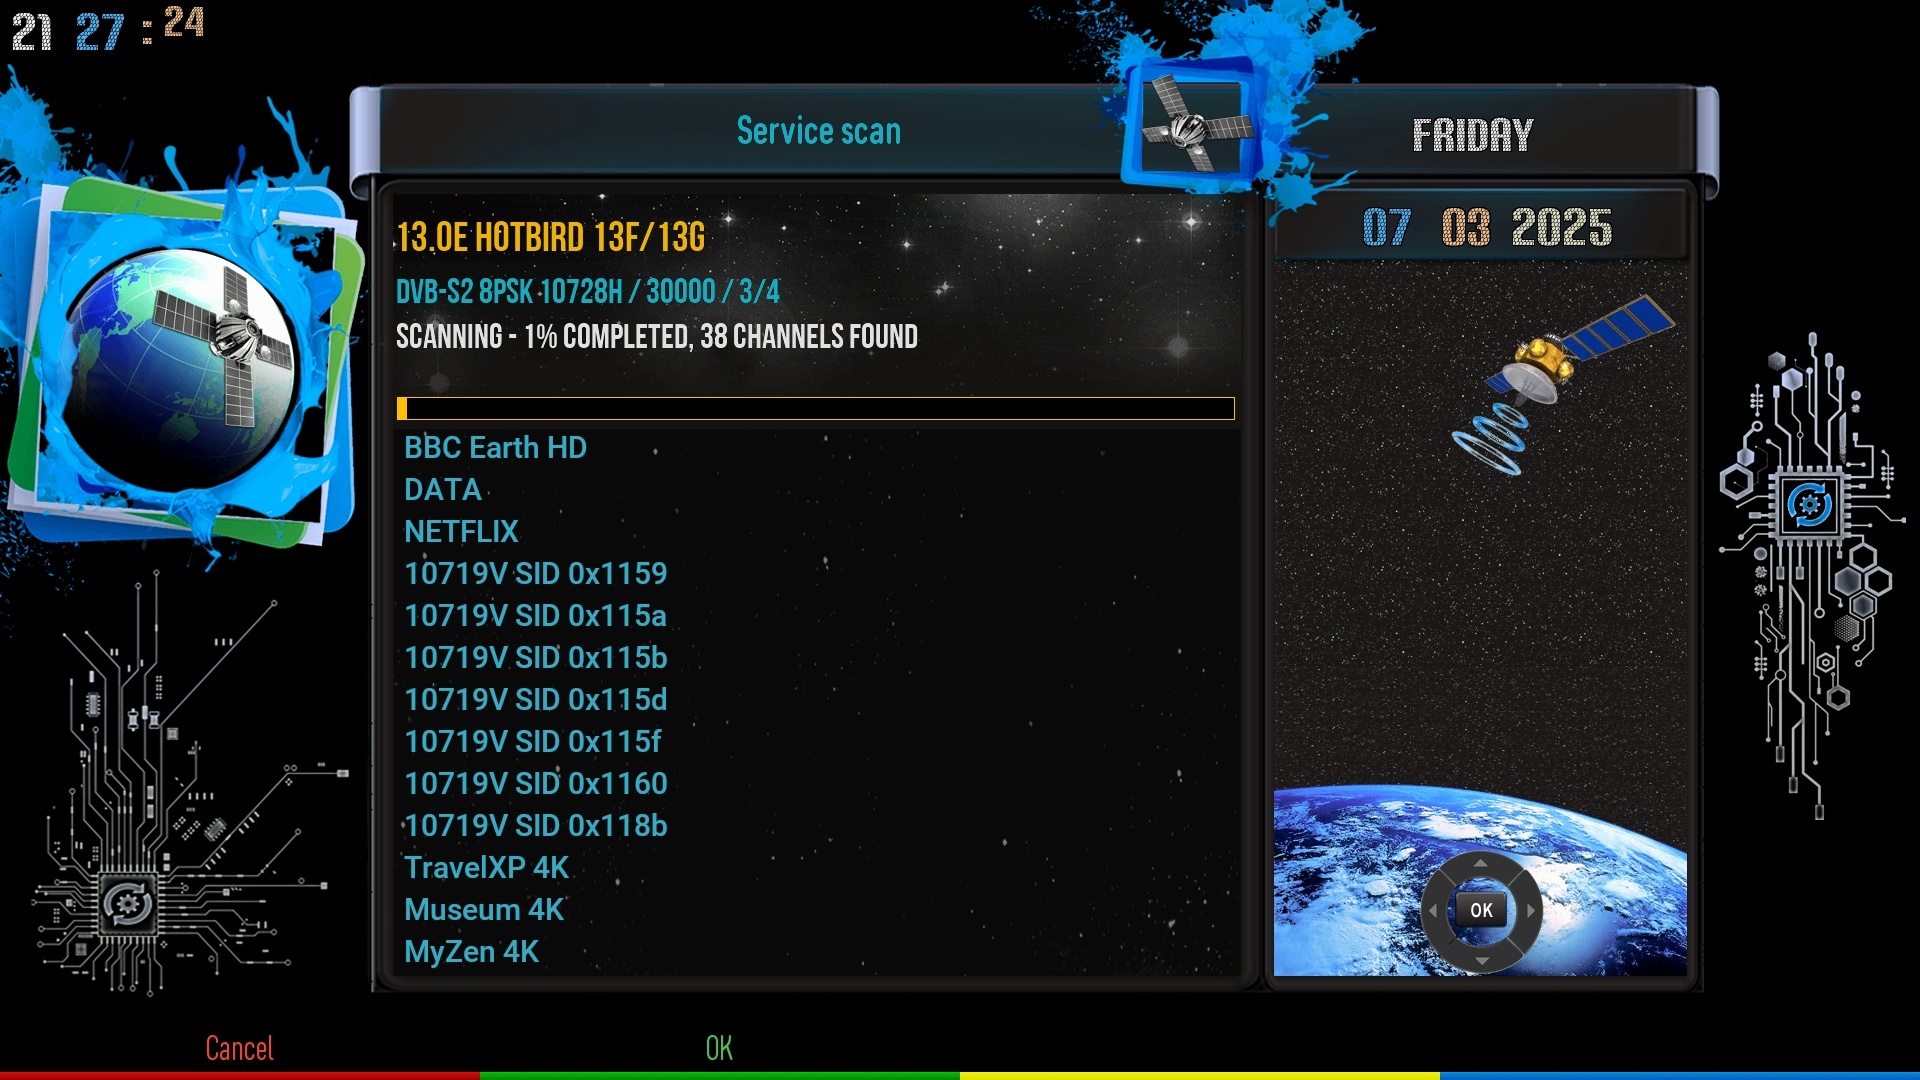 21 27 : 24
Service scan
FRIDAY
07 03 2025
13.0E HOTBIRD 13F/13G
DVB-S2 8PSK 10728H / 30000 / 3/4
SCANNING - 1% COMPLETED, 38 CHANNELS FOUND
BBC Earth HD
DATA
NETFLIX
10719V SID 0x1159
10719V SID 0x115a
10719V SID 0x115b
10719V SID 0x115d
10719V SID 0x115f
10719V SID 0x1160
10719V SID 0x118b
TravelXP 4K
Museum 4K
MyZen 4K
OK
Cancel
OK